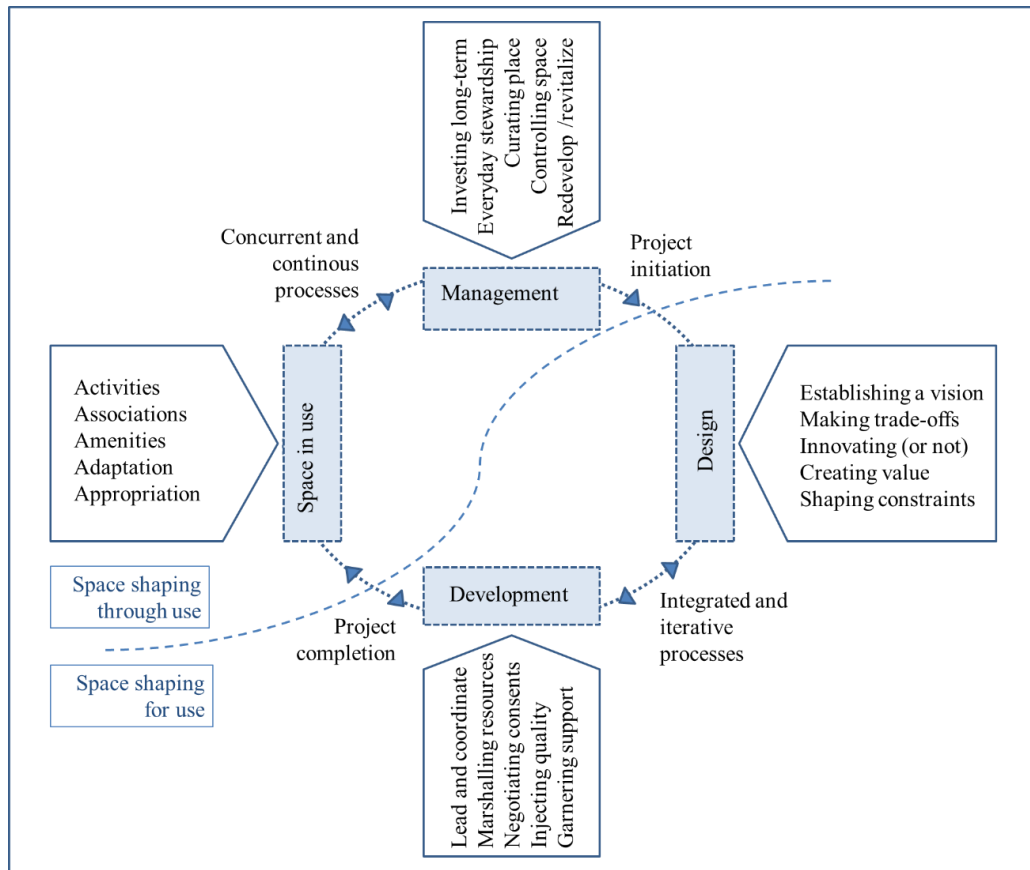 Investing long-term
Everyday stewardship
Curating place
Controlling space
Redevelop /revitalize
Concurrent and
continous
processes
Project
initiation
Management
Activities
Associations
Amenities
Adaptation
Appropriation
Space in use
Design
Establishing a vision
Making trade-offs
Innovating (or not)
Creating value
Shaping constraints
Space shaping
through use
Development
Project
completion
Integrated and
iterative
processes
Space shaping
for use
Lead and coordinate
Marshalling resources
Negotiating consents
Injecting quality
Garnering support